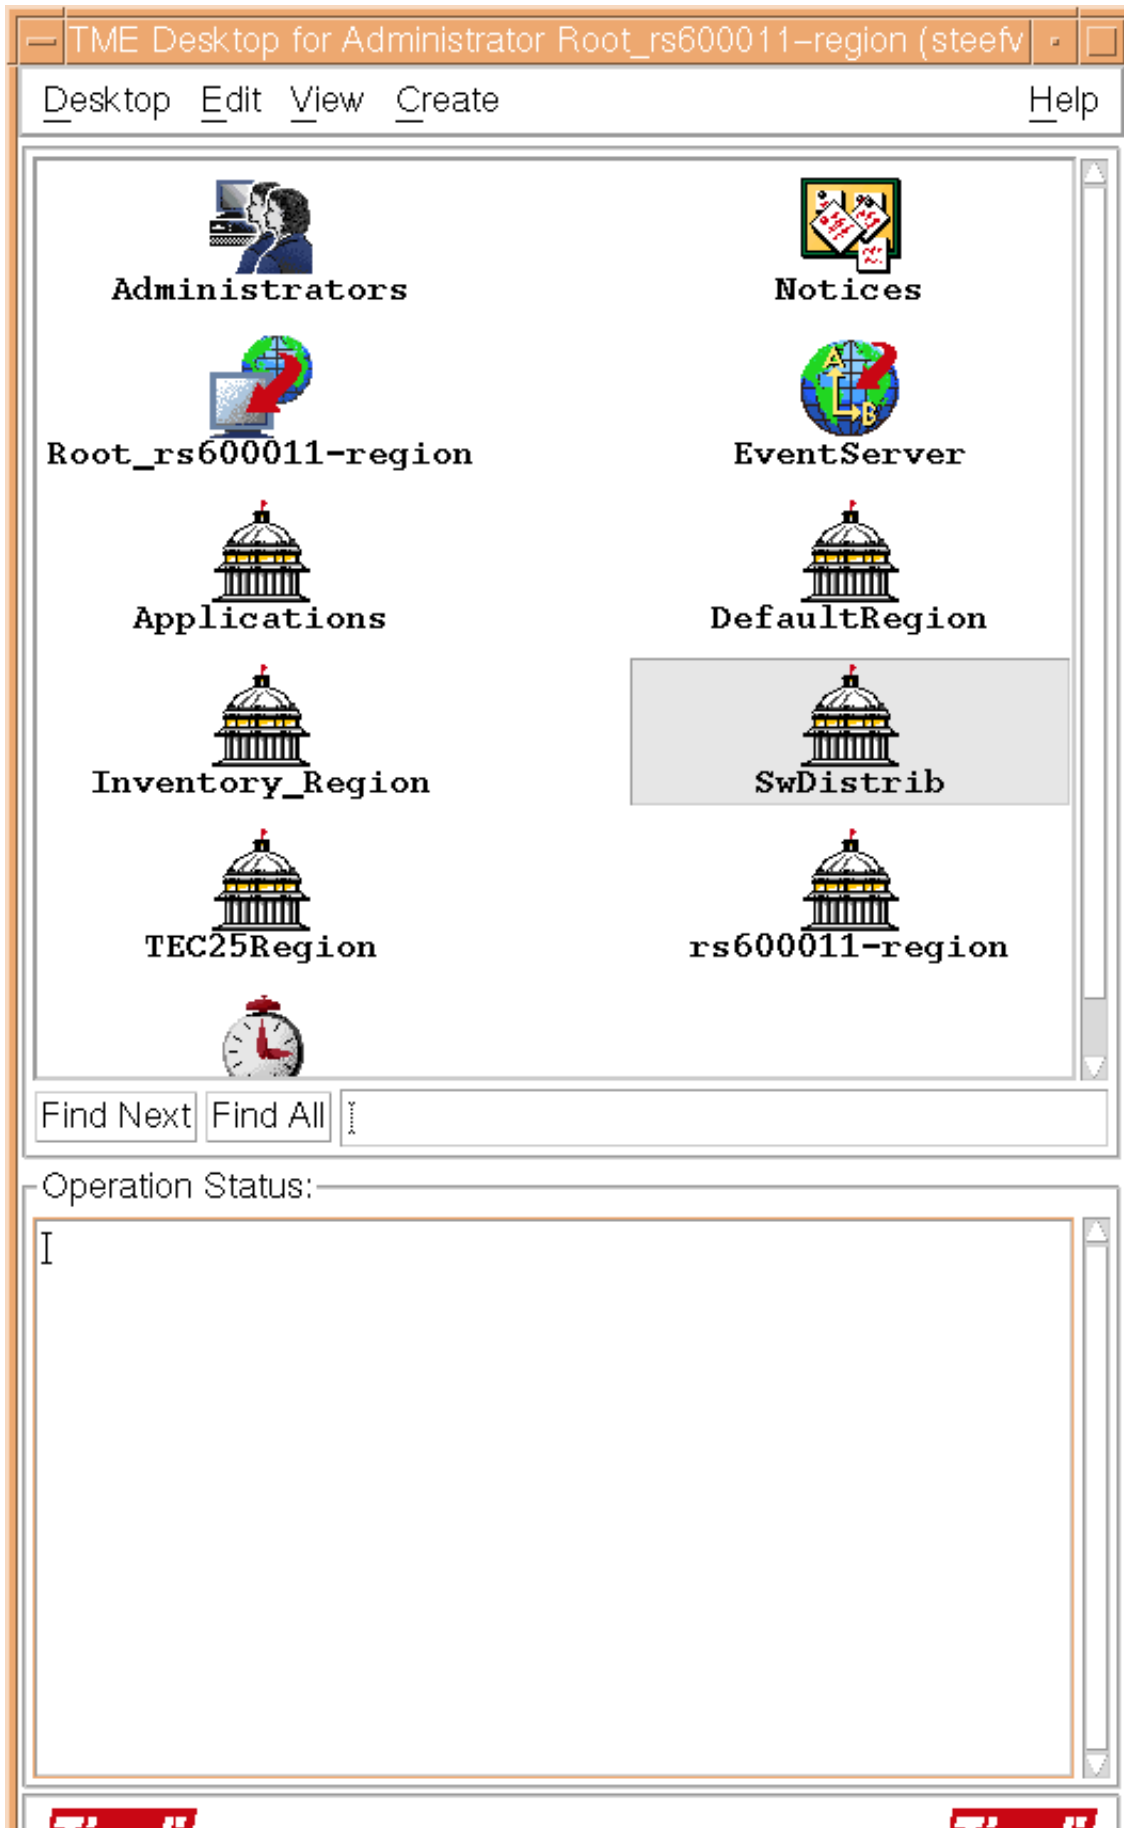 TME Desktop for Administrator Root_rs600011-region (steefv
Desktop Edit View Create Help
Administrators Notices
Root_rs600011-region EventServer
Applications DefaultRegion
Inventory_Region SwDistrib
TEC25Region rs600011-region
Find Next Find All
Operation Status: